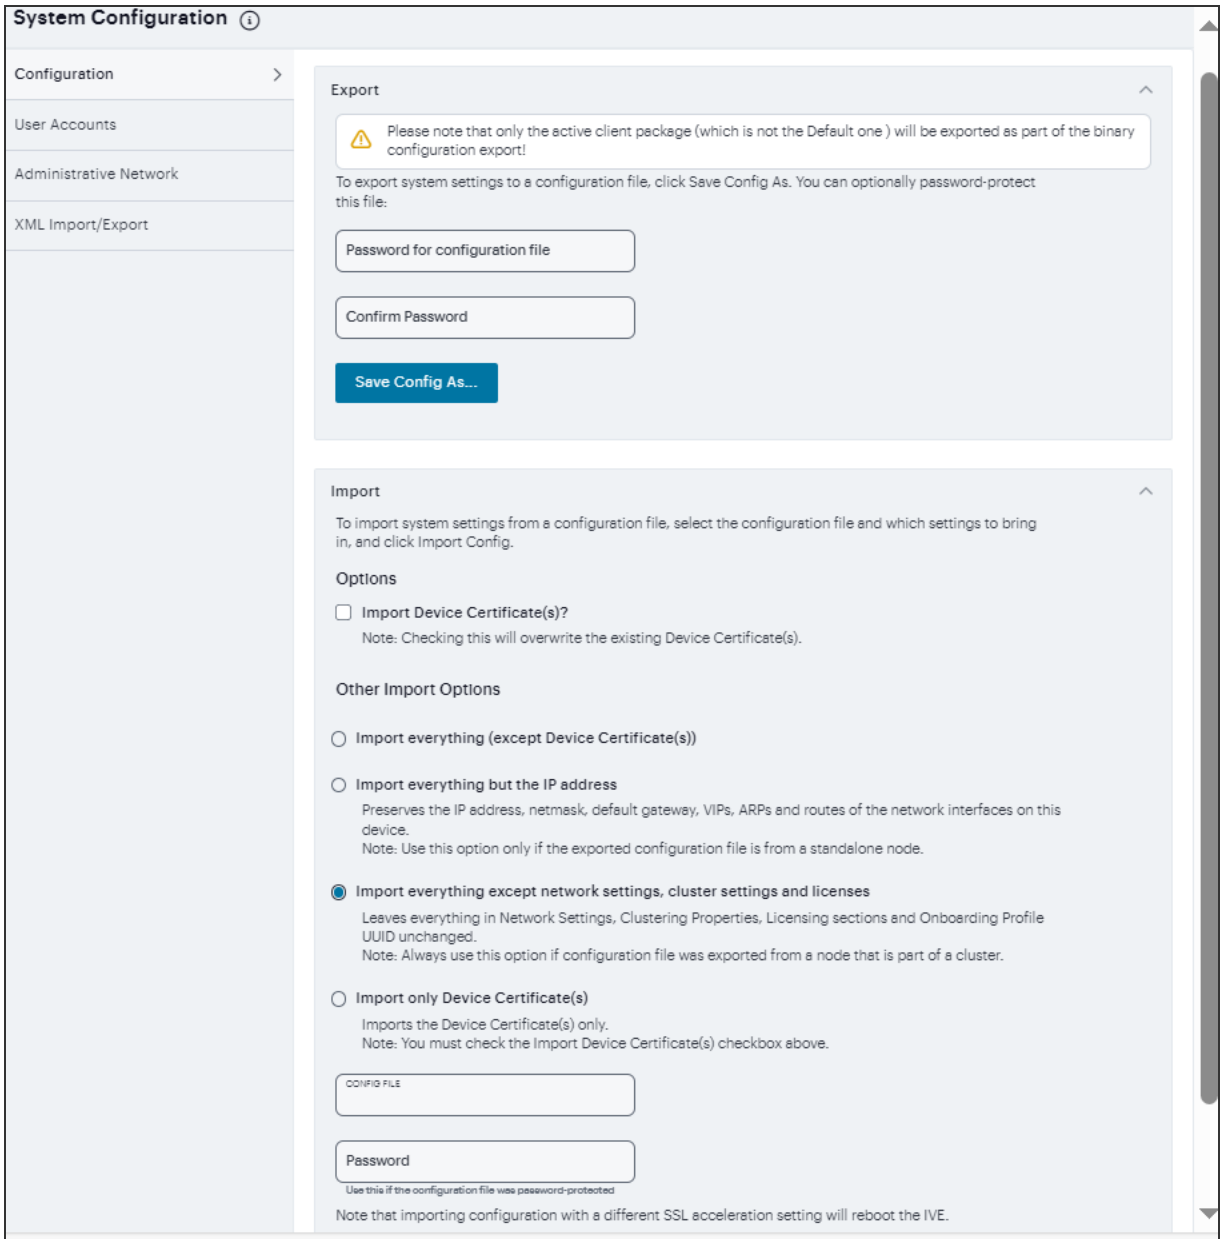 System Configuration
Configuration
User Accounts
Administrative Network
XML Import/Export
Export
Please note that only the active client package (which is not the Default one ) will be exported as part of the binary
configuration export!
To export system settings to a configuration file, click Save Config As. You can optionally password-protect
this file:
Password for configuration file
Confirm Password
Save Config As...
Import
To import system settings from a configuration file, select the configuration file and which settings to bring
in, and click Import Config.
Options
Import Device Certificate(s)?
Note: Checking this will overwrite the existing Device Certificate(s).
Other Import Options
Import everything (except Device Certificate(s))
Import everything but the IP address
Preserves the IP address, netmask, default gateway, VIPs, ARPs and routes of the network interfaces on this
device.
Note: Use this option only if the exported configuration file is from a standalone node.
Import everything except network settings, cluster settings and licenses
Leaves everything in Network Settings, Clustering Properties, Licensing sections and Onboarding Profile
UUID unchanged.
Note: Always use this option if configuration file was exported from a node that is part of a cluster.
Import only Device Certificate(s)
Imports the Device Certificate(s) only.
Note: You must check the Import Device Certificate(s) checkbox above.
CONFIG FILE
Password
Use this if the configuration file was password-protected
Note that importing configuration with a different SSL acceleration setting will reboot the IVE.